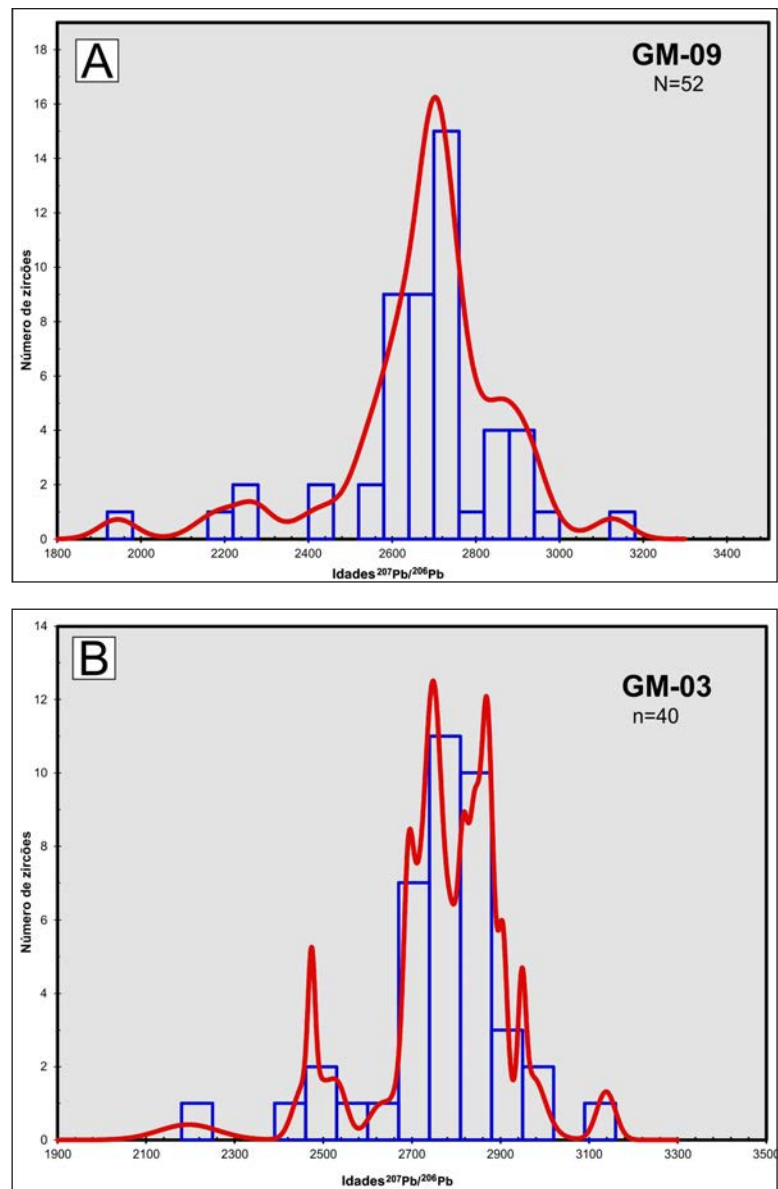 A
GM-09
N=52
18
16
14
12
10
8
6
4
2
0
Número de zircões
1800 2000 2200 2400 2600 2800 3000 3200 3400
Idades ²⁰⁷Pb/²⁰⁶Pb
B
GM-03
n=40
14
12
10
8
6
4
2
0
Número de zircões
1900 2100 2300 2500 2700 2900 3100 3300 3500
Idades ²⁰⁷Pb/²⁰⁶Pb